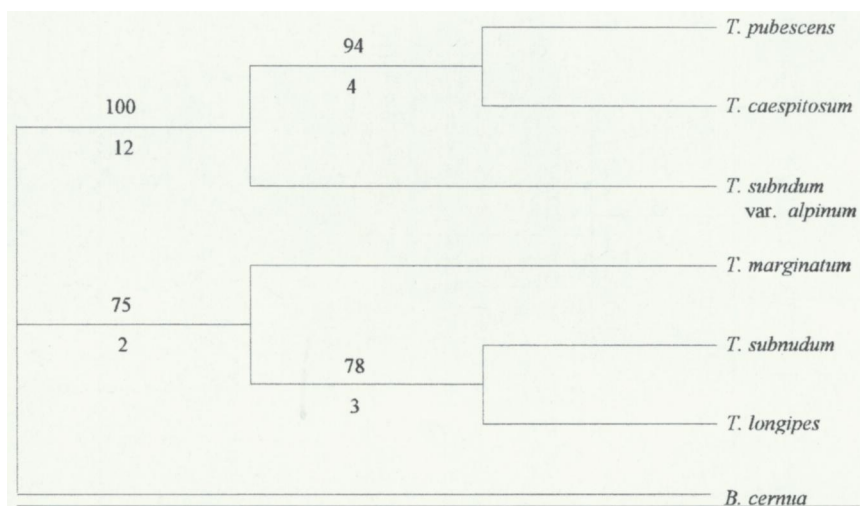 T. pubescens
94
4
T. caespitosum
100
12
T. subndum
var. alpinum
T. marginatum
75
2
T. subnudum
78
3
T. longipes
B. cernua